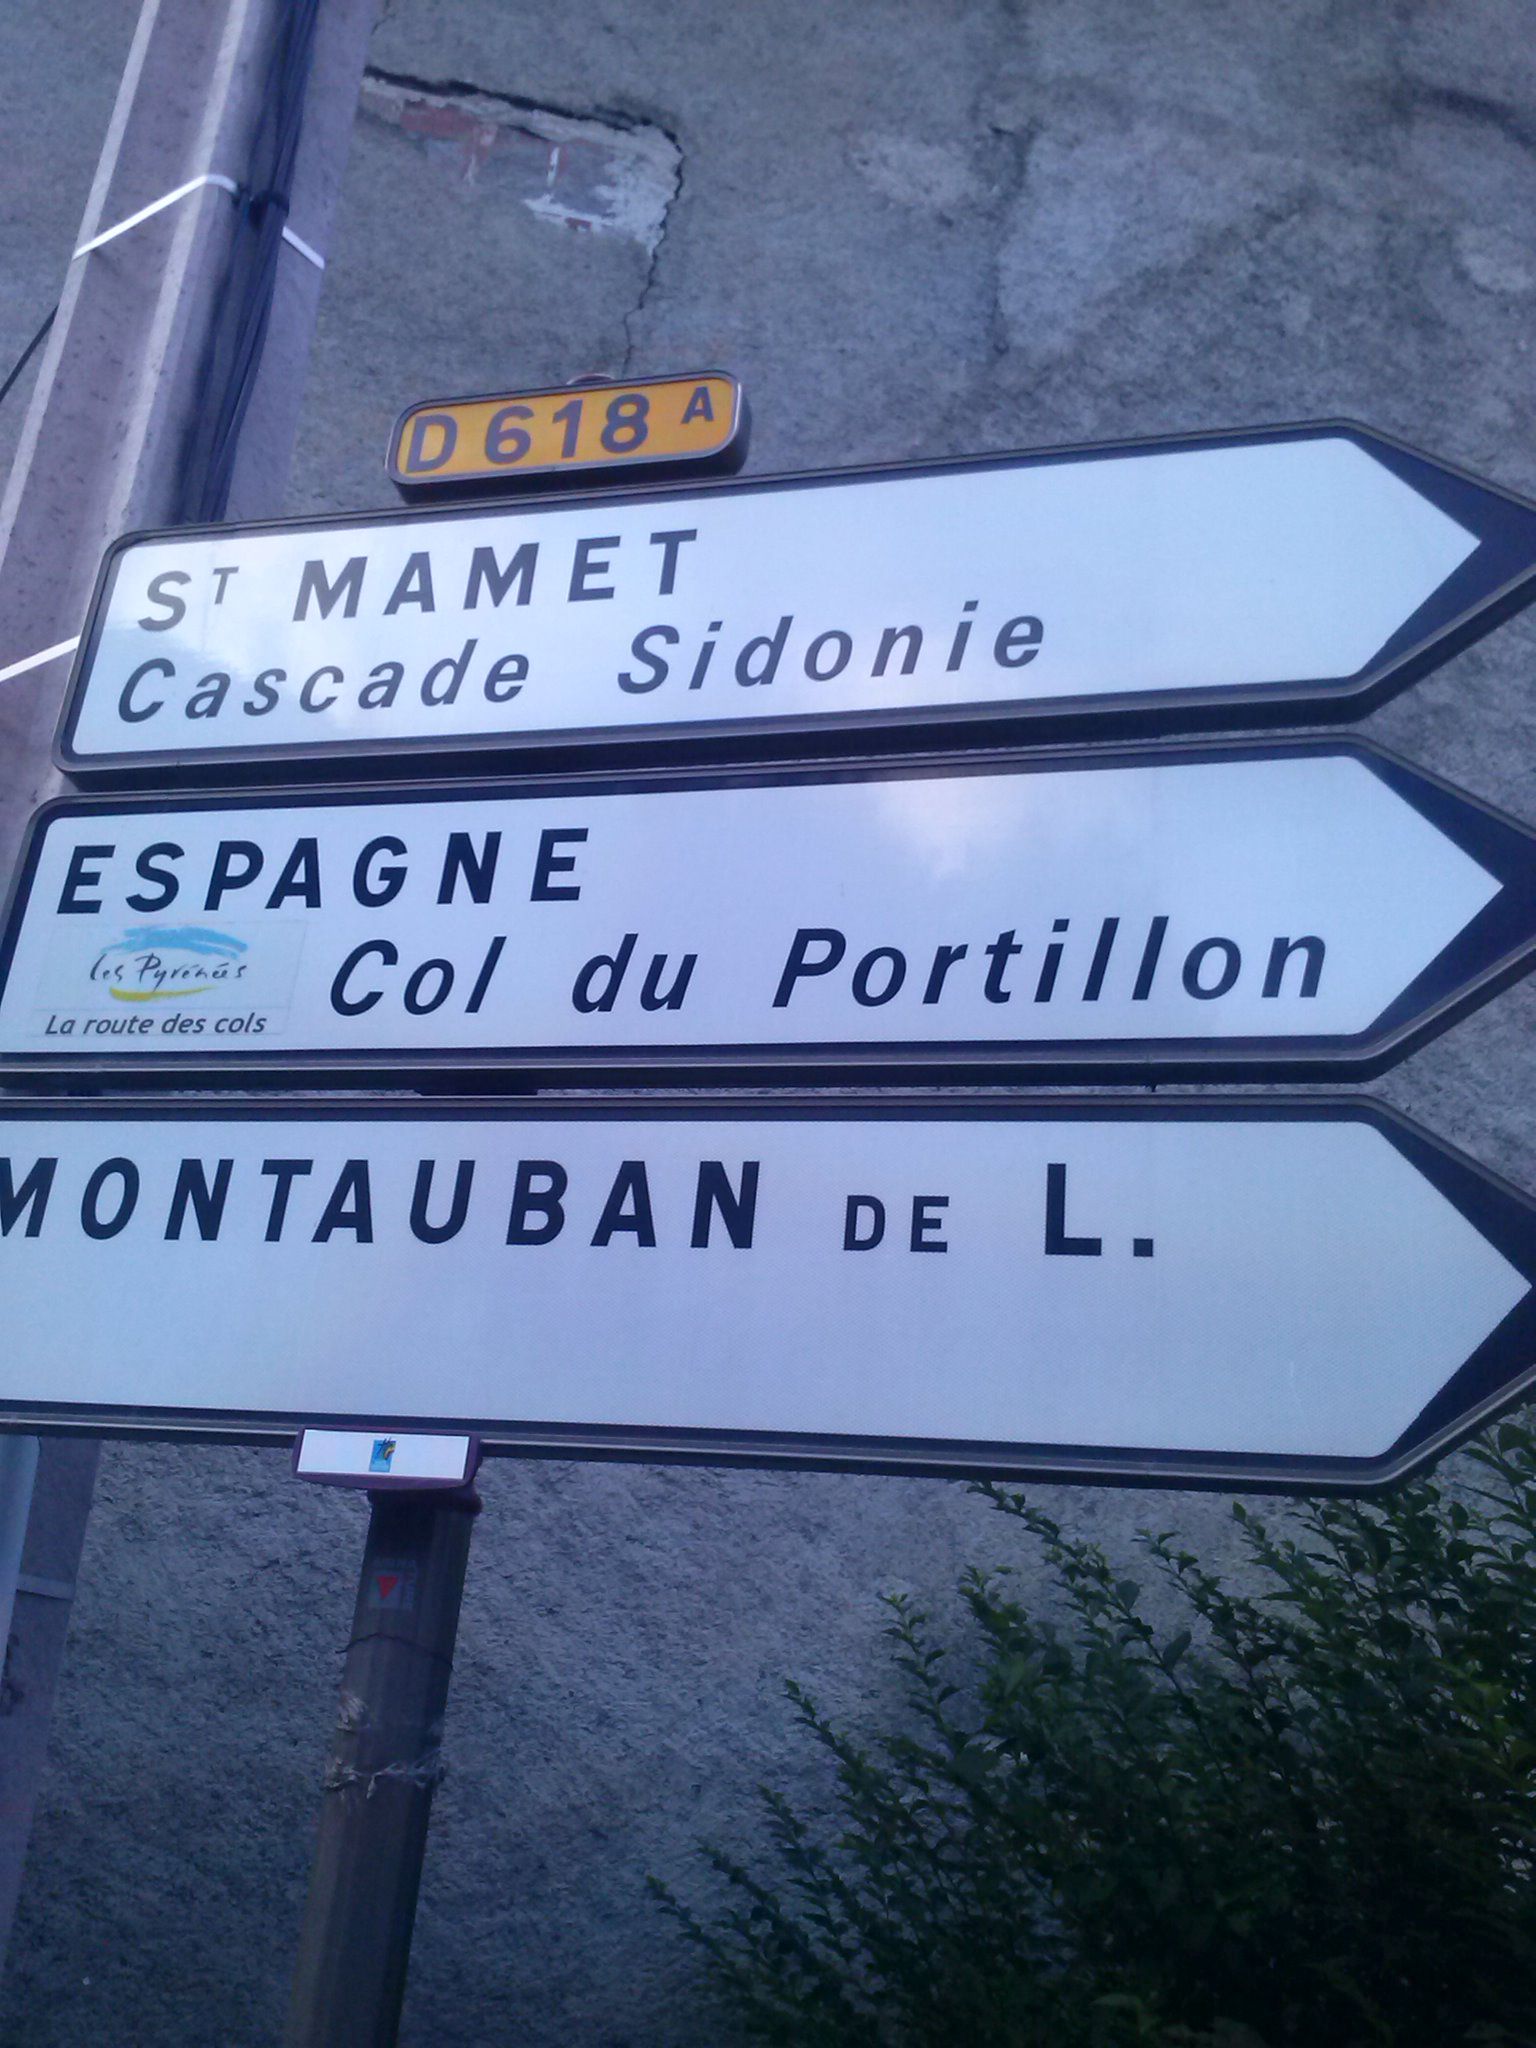 D 618 A
ST MAMET
Cascade Sidonie
ESPAGNE
les Pyrénées
La route des cols
Col du Portillon
MONTAUBAN DE L.